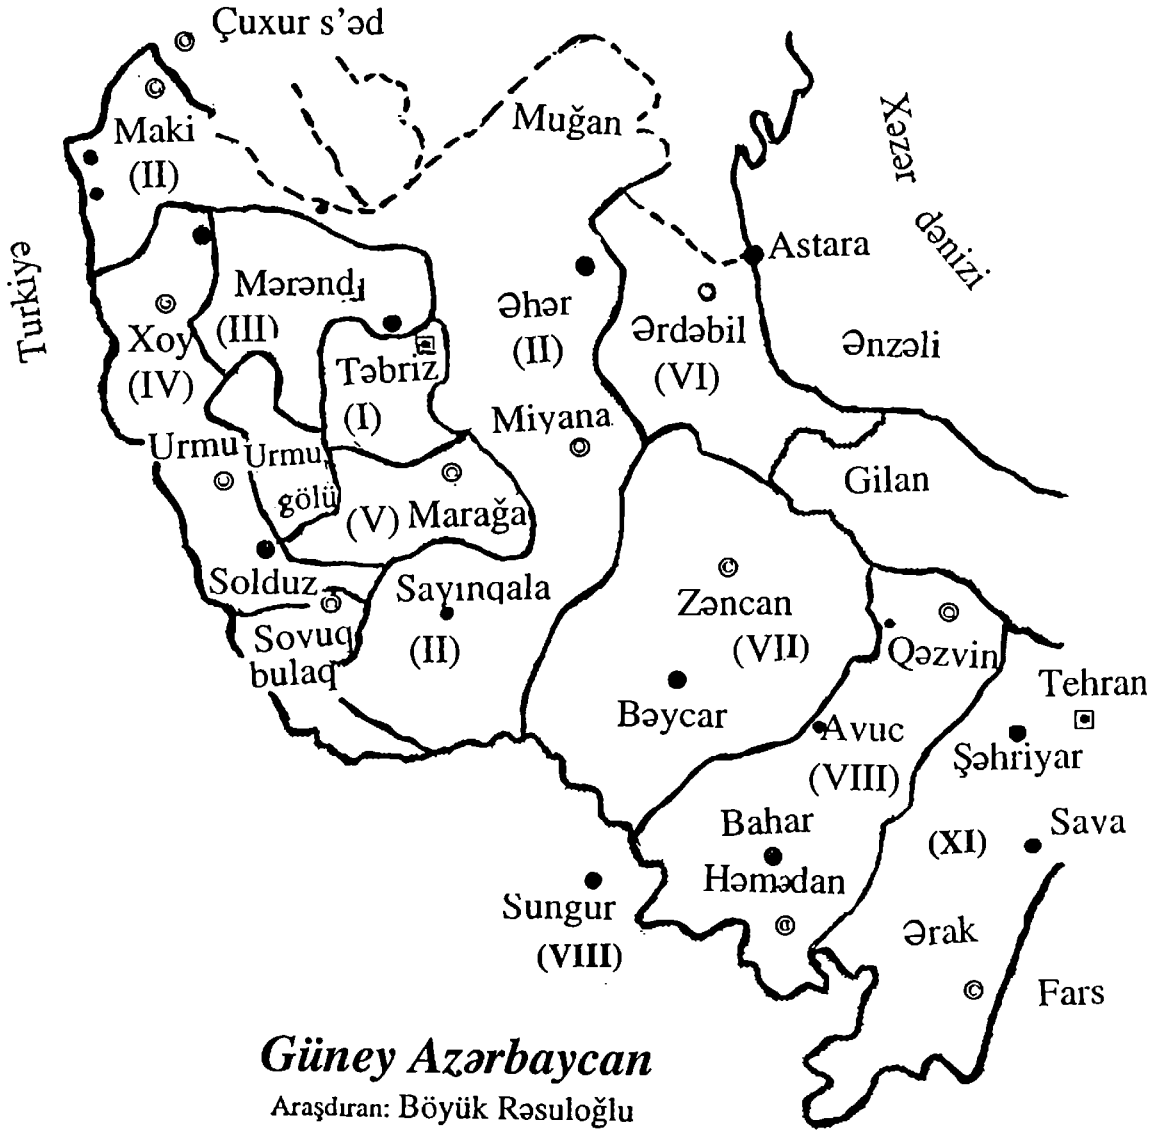 Çuxur s'əd
Maki
(II)
Muğan
Xəzər
dənizi
Turkiyə
Astara
Mərənd
(III)
Əhər
(II)
Ərdəbil
(VI)
Ənzəli
Xoy
(IV)
Təbriz
(I)
Miyana
Urmu
Urmu
gölü
(V) Marağa
Gilan
Solduz
Sayınqala
(II)
Sovuq
bulaq
Zəncan
(VII)
Bəycar
Qəzvin
Tehran
Avuc
(VIII)
Şəhriyar
Bahar
Həmədan
(XI)
Sava
Sungur
(VIII)
Ərak
Fars
Güney Azərbaycan
Araşdıran: Böyük Rəsuloğlu